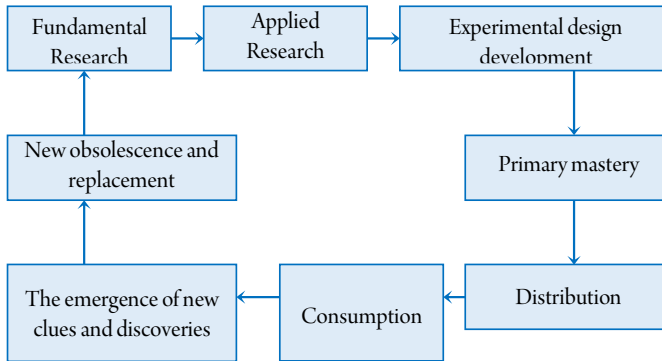 Fundamental
Research
Applied
Research
Experimental design
development
Primary mastery
Distribution
Consumption
The emergence of new
clues and discoveries
New obsolescence and
replacement